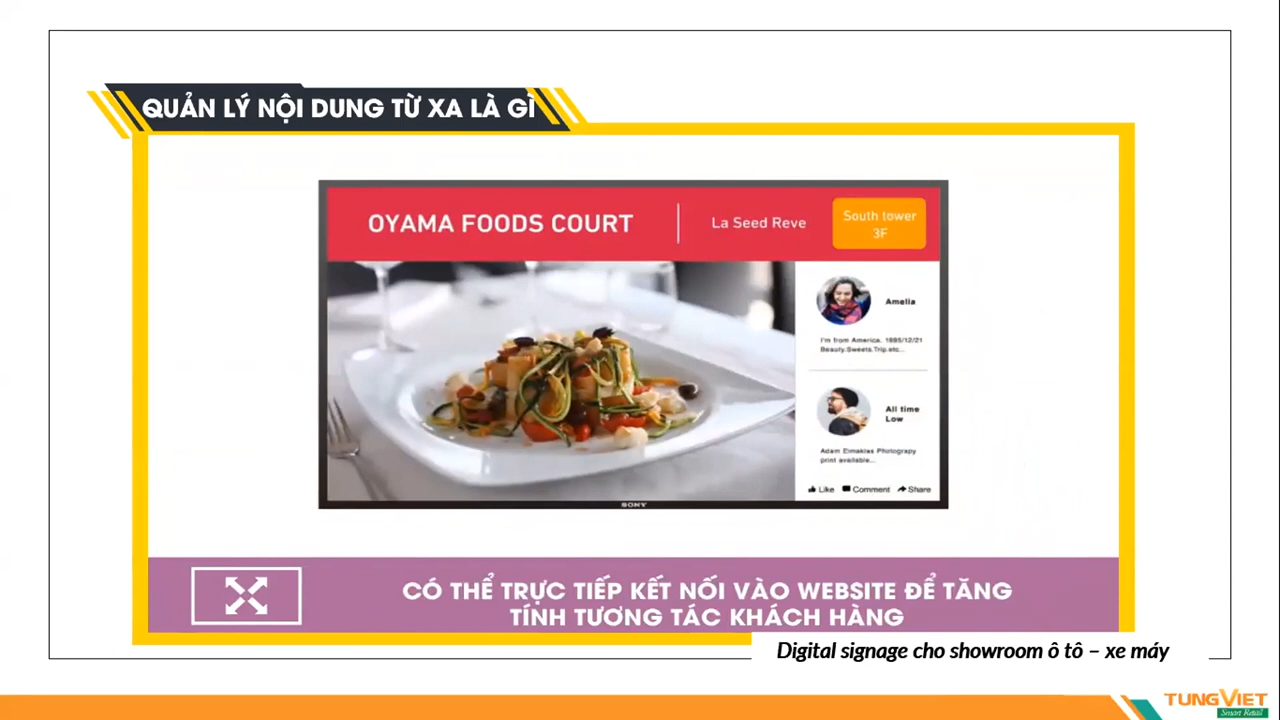 QUẢN LÝ NỘI DUNG TỪ XA LÀ GÌ
OYAMA FOODS COURT
La Seed Reve
South tower
3F
Amelia
I'm from America. 1995/12/21
Beauty.Sweets.Trip.etc...
All time
Low
Adam Elmakias Photograpy
print available...
Like Comment Share
SONY
CÓ THỂ TRỰC TIẾP KẾT NỐI VÀO WEBSITE ĐỂ TĂNG
TÍNH TƯƠNG TÁC KHÁCH HÀNG
Digital signage cho showroom ô tô – xe máy
TUNGVIET
Smart Retail